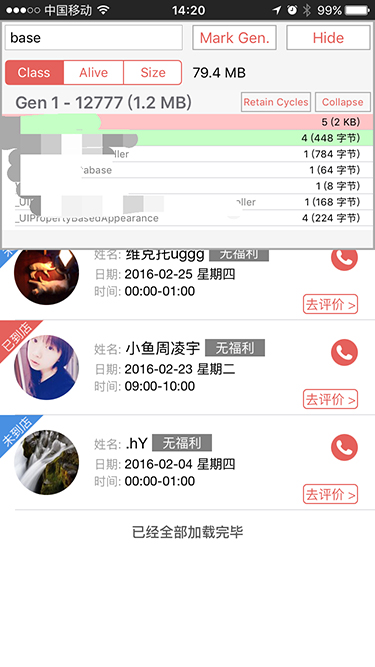 中国移动 14:20 99%
base Mark Gen. Hide
Class Alive Size 79.4 MB
Gen 1 - 12777 (1.2 MB) Retain Cycles Collapse
5 (2 KB)
4 (448 字节)
ller 1 (784 字节)
abase 1 (64 字节)
1 (8 字节)
_UI oller 1 (168 字节)
_UIPropertyBasedAppearance 4 (224 字节)
姓名: 维克托uggg 无福利
日期: 2016-02-25 星期四
时间: 00:00-01:00
去评价 >
已到店
姓名: 小鱼周凌宇 无福利
日期: 2016-02-23 星期二
时间: 09:00-10:00
去评价 >
未到店
姓名: .hY 无福利
日期: 2016-02-04 星期四
时间: 00:00-01:00
去评价 >
已经全部加载完毕